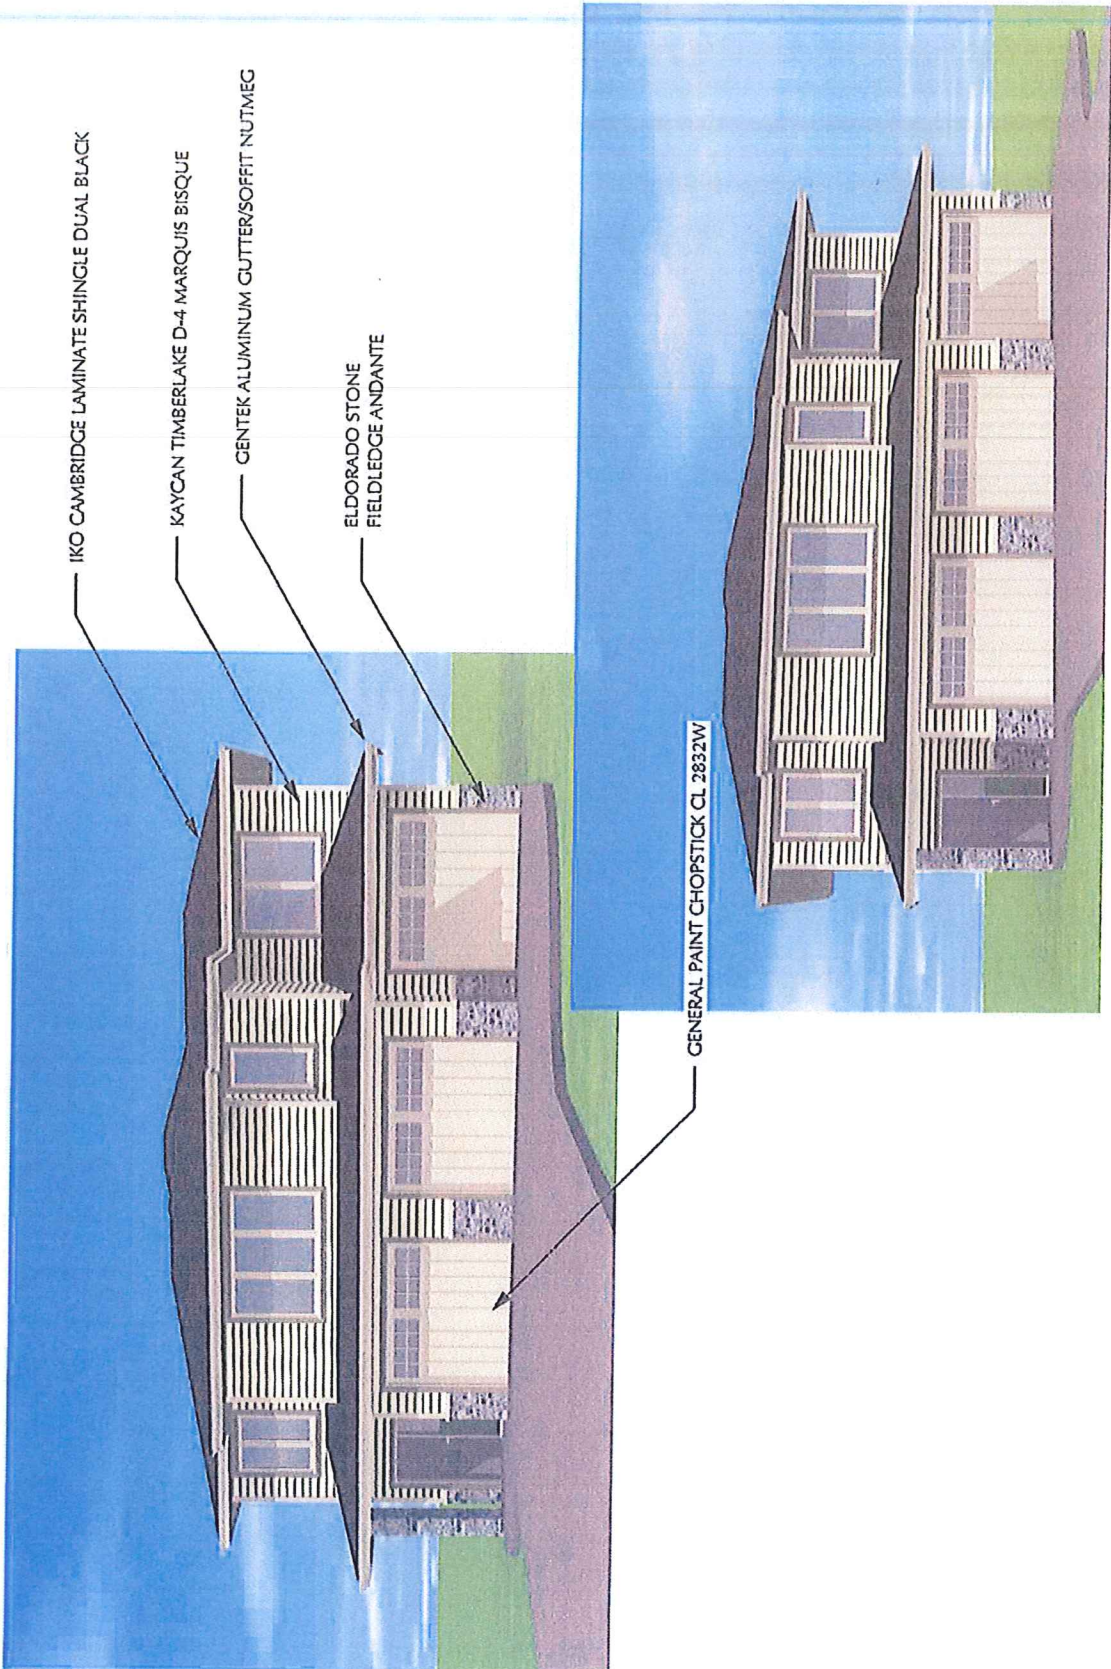 IKO CAMBRIDGE LAMINATE SHINGLE DUAL BLACK
KAYCAN TIMBERLAKE D-4 MARQUIS BISQUE
GENTEK ALUMINUM GUTTER/SOFFIT NUTMEG
ELDORADO STONE
FIELDLEDGE ANDANTE
GENERAL PAINT CHOPSTICK CL 2832W